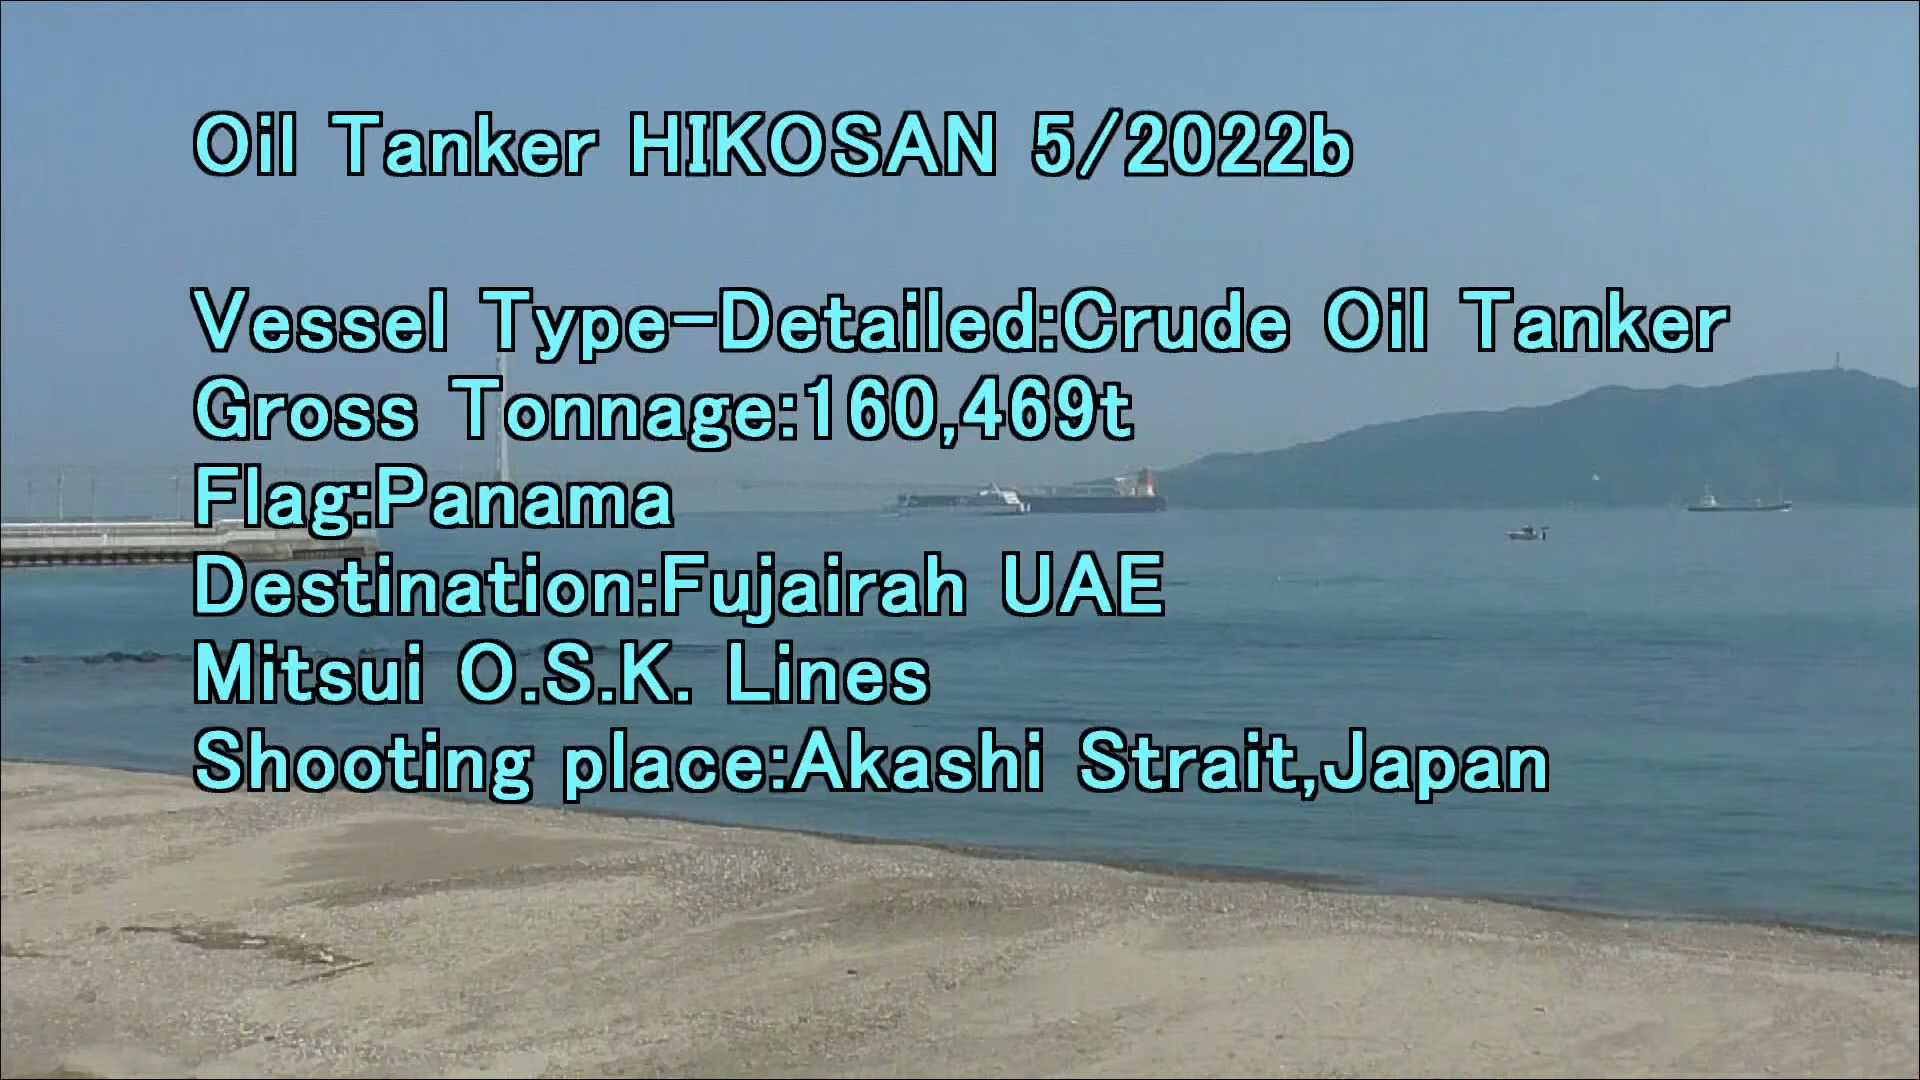 Oil Tanker HIKOSAN 5/2022b
Vessel Type-Detailed:Crude Oil Tanker
Gross Tonnage:160,469t
Flag:Panama
Destination:Fujairah UAE
Mitsui O.S.K. Lines
Shooting place:Akashi Strait,Japan